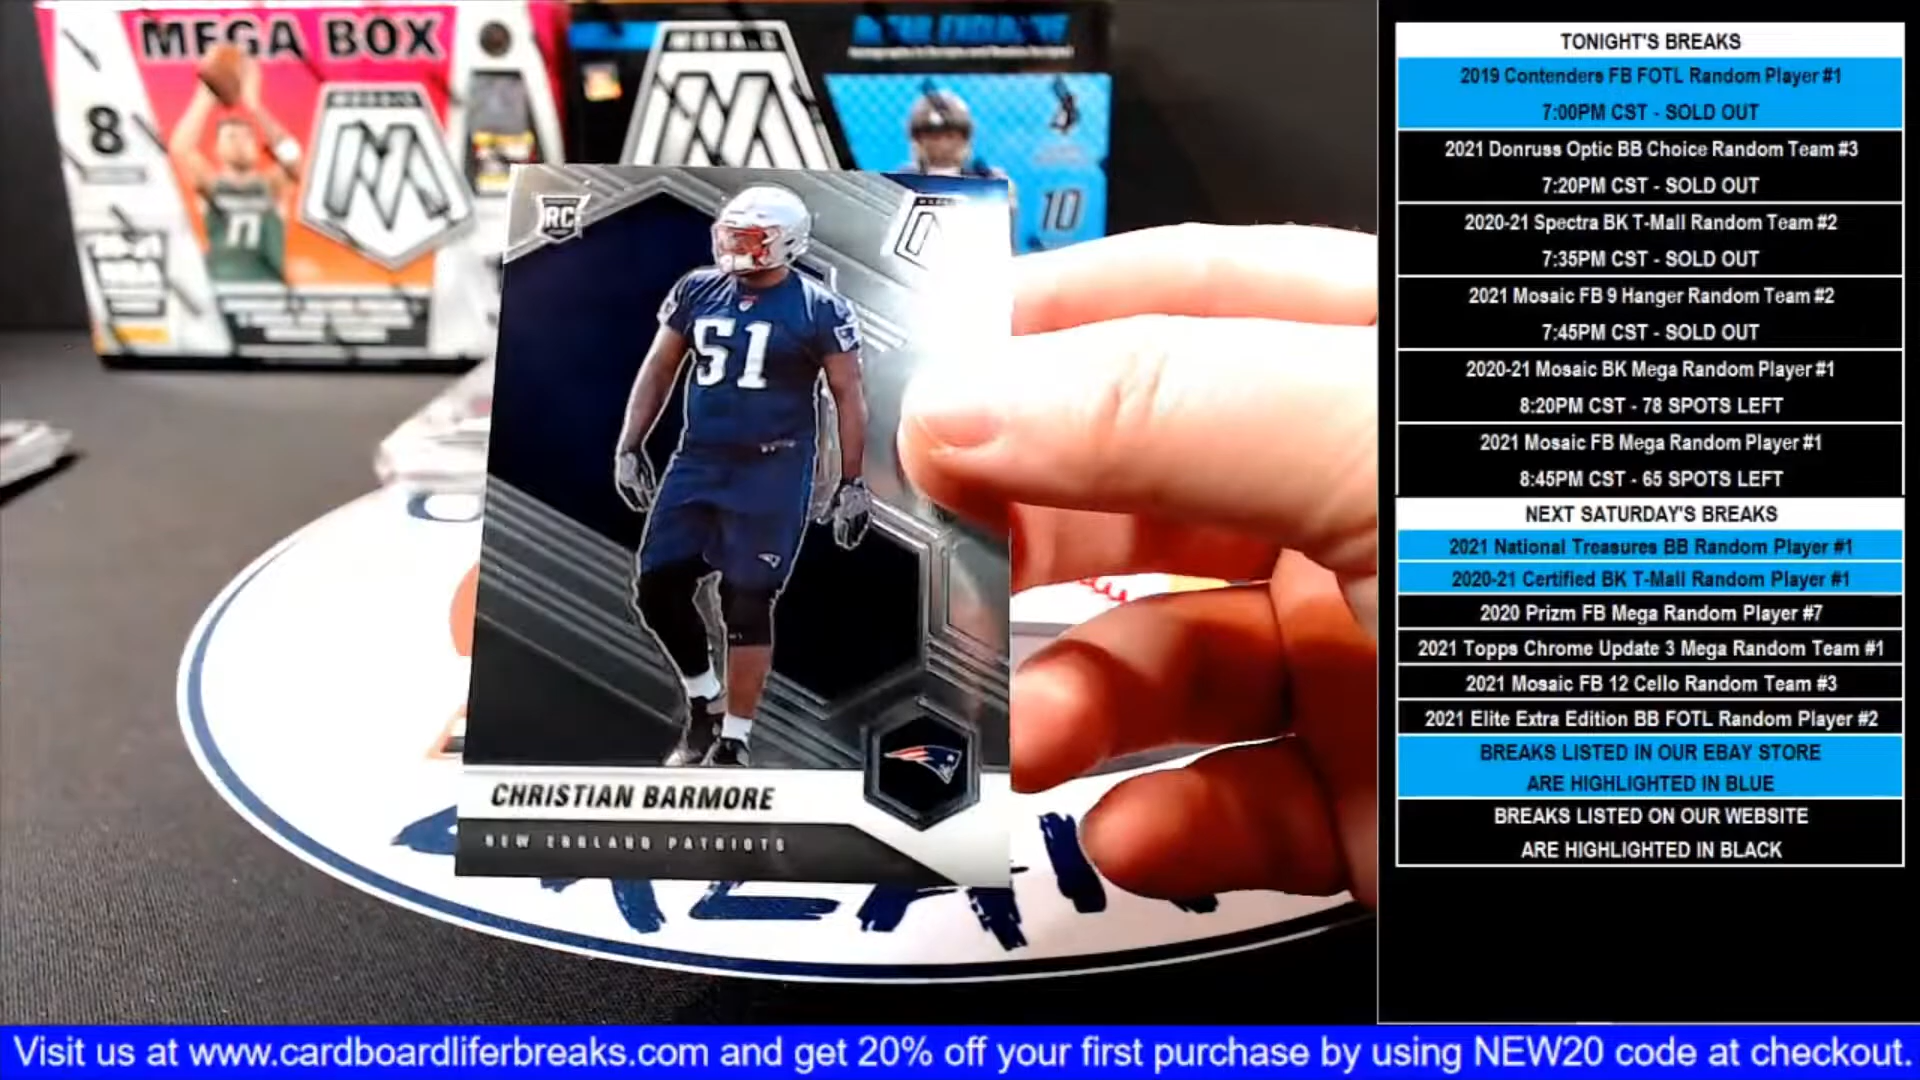 MEGA BOX
8
MOSAIC
10
RC
51
CHRISTIAN BARMORE
NEW ENGLAND PATRIOTS
TONIGHT'S BREAKS
2019 Contenders FB FOTL Random Player #1
7:00PM CST - SOLD OUT
2021 Donruss Optic BB Choice Random Team #3
7:20PM CST - SOLD OUT
2020-21 Spectra BK T-Mall Random Team #2
7:35PM CST - SOLD OUT
2021 Mosaic FB 9 Hanger Random Team #2
7:45PM CST - SOLD OUT
2020-21 Mosaic BK Mega Random Player #1
8:20PM CST - 78 SPOTS LEFT
2021 Mosaic FB Mega Random Player #1
8:45PM CST - 65 SPOTS LEFT
NEXT SATURDAY'S BREAKS
2021 National Treasures BB Random Player #1
2020-21 Certified BK T-Mall Random Player #1
2020 Prizm FB Mega Random Player #7
2021 Topps Chrome Update 3 Mega Random Team #1
2021 Mosaic FB 12 Cello Random Team #3
2021 Elite Extra Edition BB FOTL Random Player #2
BREAKS LISTED IN OUR EBAY STORE
ARE HIGHLIGHTED IN BLUE
BREAKS LISTED ON OUR WEBSITE
ARE HIGHLIGHTED IN BLACK
Visit us at www.cardboardliferbreaks.com and get 20% off your first purchase by using NEW20 code at checkout.